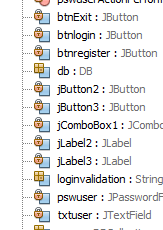 btnExit : JButton
btnlogin : JButton
btnregister : JButton
db : DB
jButton2 : JButton
jButton3 : JButton
jComboBox1 : JCombo
jLabel2 : JLabel
jLabel3 : JLabel
loginvalidation : String
pswuser : JPasswordF
txtuser : JTextField